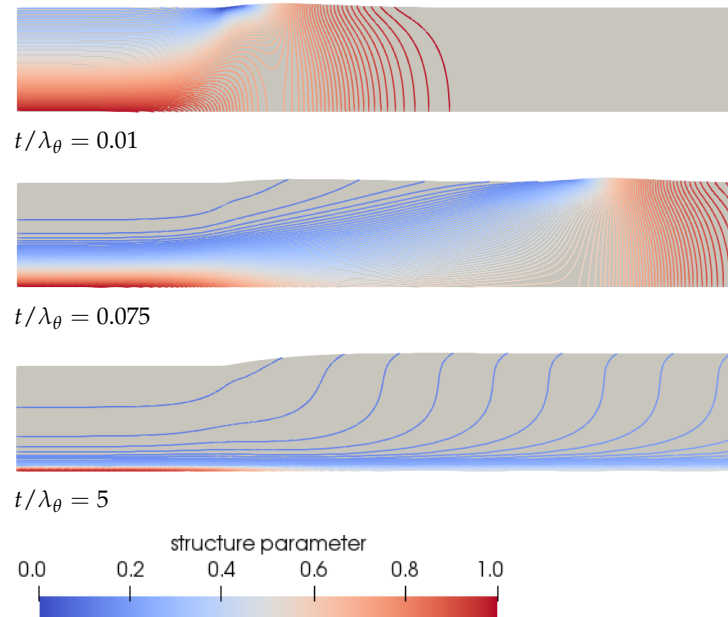 t/λθ = 0.01
t/λθ = 0.075
t/λθ = 5
structure parameter
0.0 0.2 0.4 0.6 0.8 1.0